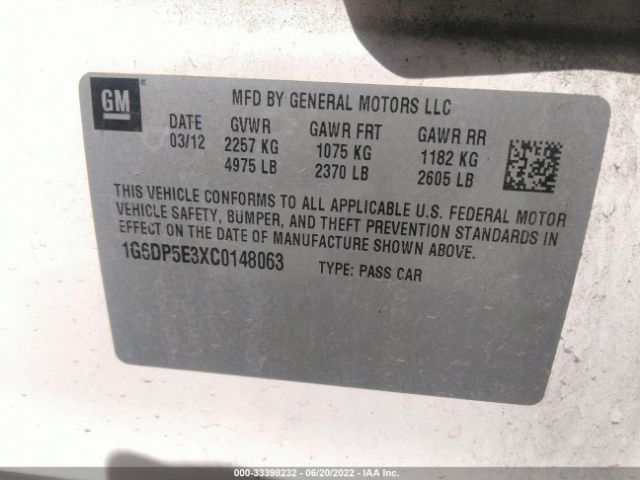 GM
MFD BY GENERAL MOTORS LLC
DATE GVWR GAWR FRT GAWR RR
03/12 2257 KG 1075 KG 1182 KG
4975 LB 2370 LB 2605 LB
THIS VEHICLE CONFORMS TO ALL APPLICABLE U.S. FEDERAL MOTOR
VEHICLE SAFETY, BUMPER, AND THEFT PREVENTION STANDARDS IN
EFFECT ON THE DATE OF MANUFACTURE SHOWN ABOVE.
1G6DP5E3XC0148063 TYPE: PASS CAR
000-33398232 - 06/20/2022 - IAA Inc.